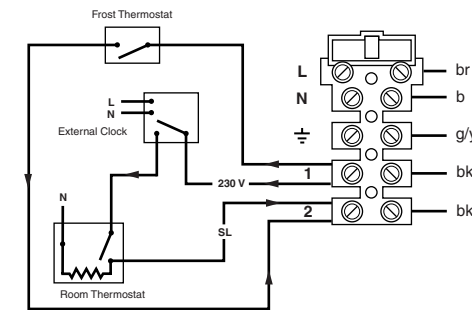 Frost Thermostat
L
N
External Clock
230 V
N
SL
Room Thermostat
L
N
1
2
br
b
g/y
bk
bk